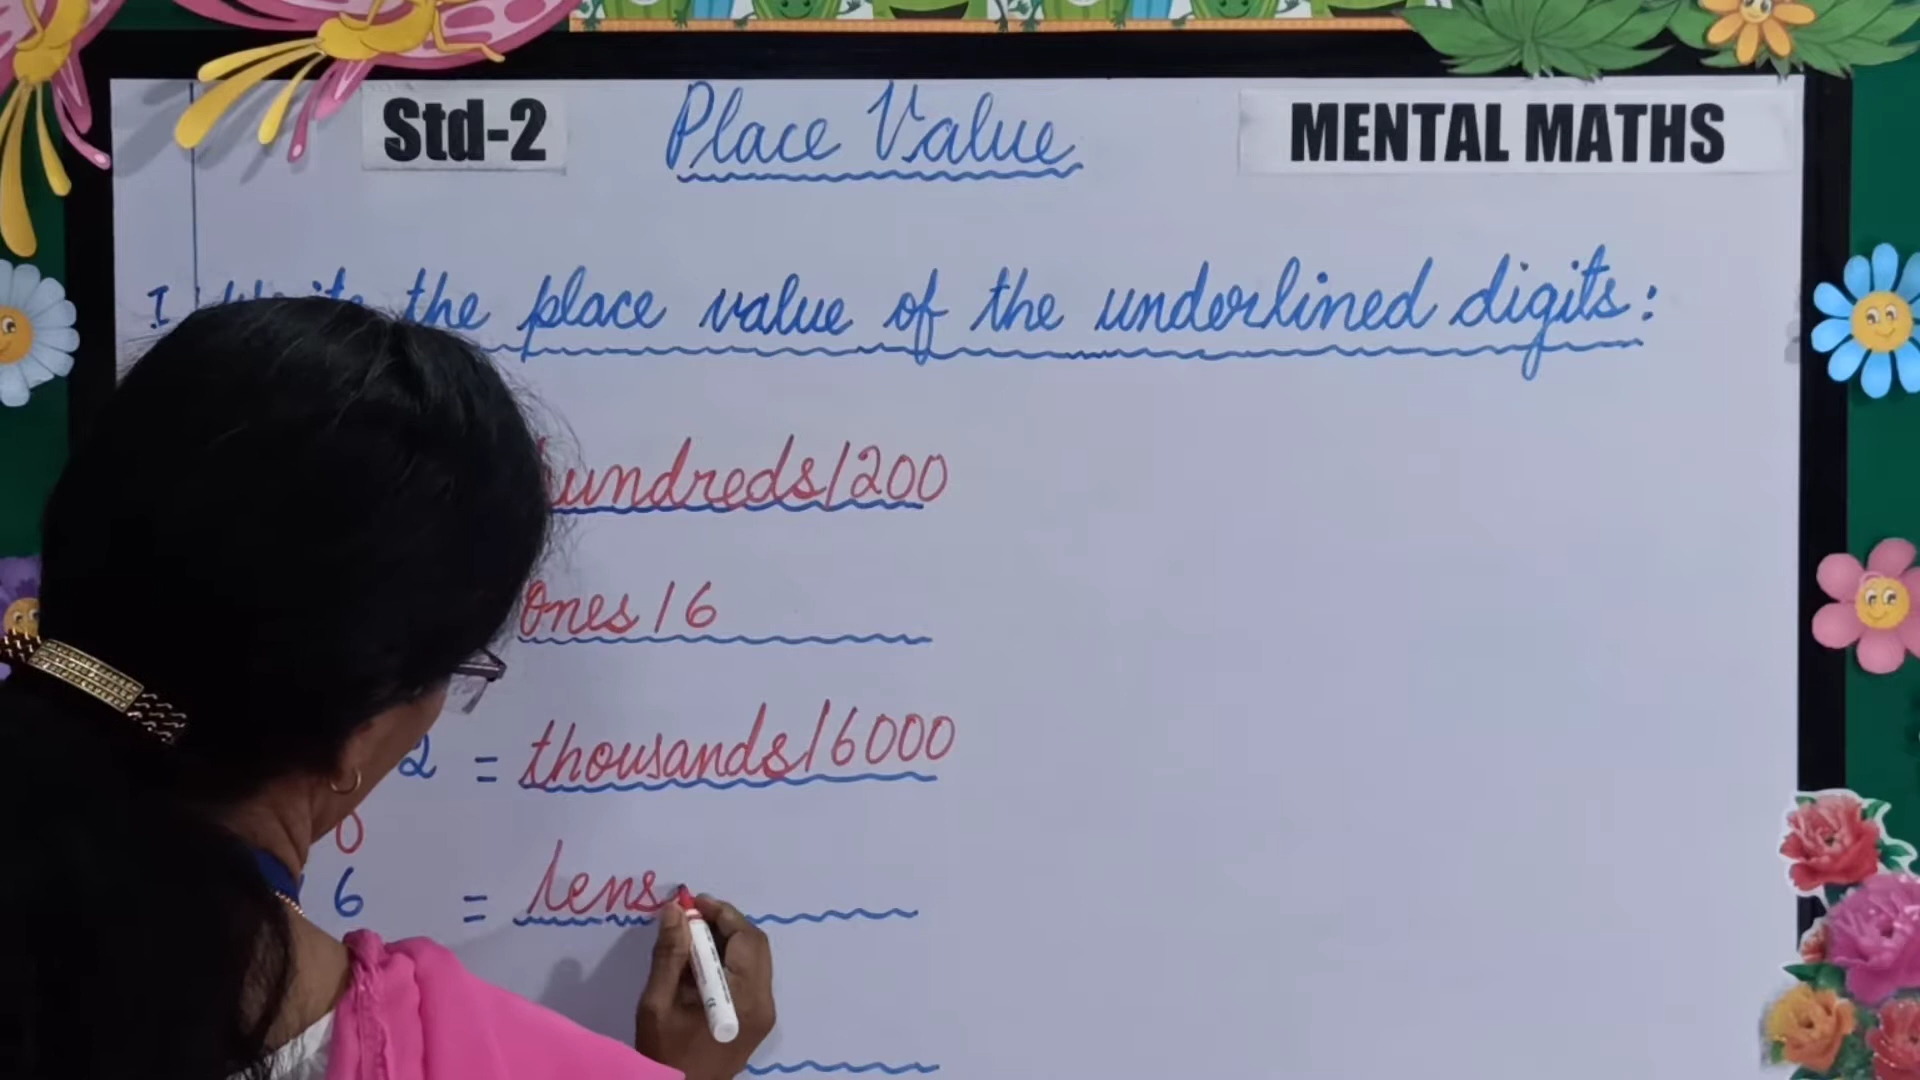 Std-2 Place Value MENTAL MATHS
I the place value of the underlined digits:
hundreds/200
Ones/6
2 = thousands/6000
0
6 = tens